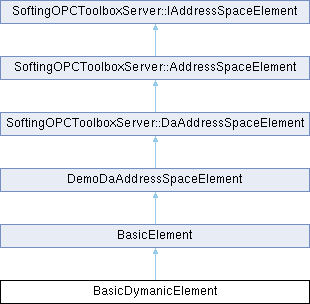 SoftingOPCToolboxServer::IAddressSpaceElement
SoftingOPCToolboxServer::AddressSpaceElement
SoftingOPCToolboxServer::DaAddressSpaceElement
DemoDaAddressSpaceElement
BasicElement
BasicDymanicElement